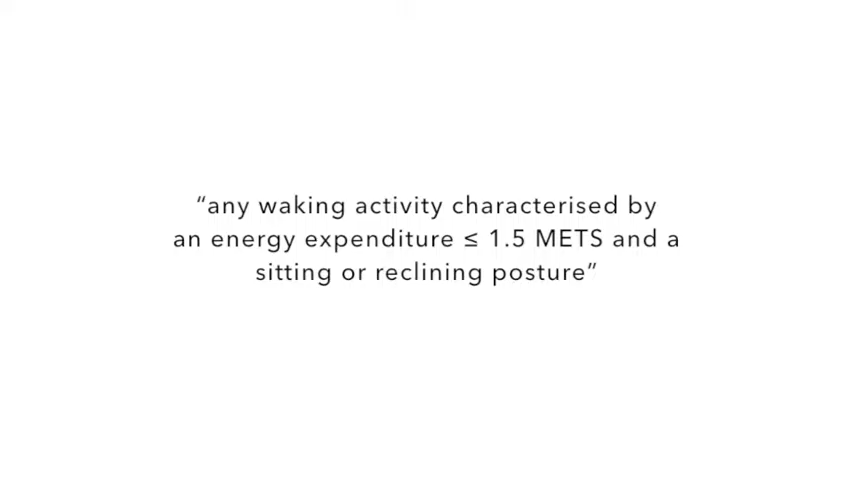 “any waking activity characterised by
an energy expenditure ≤ 1.5 METS and a
sitting or reclining posture”